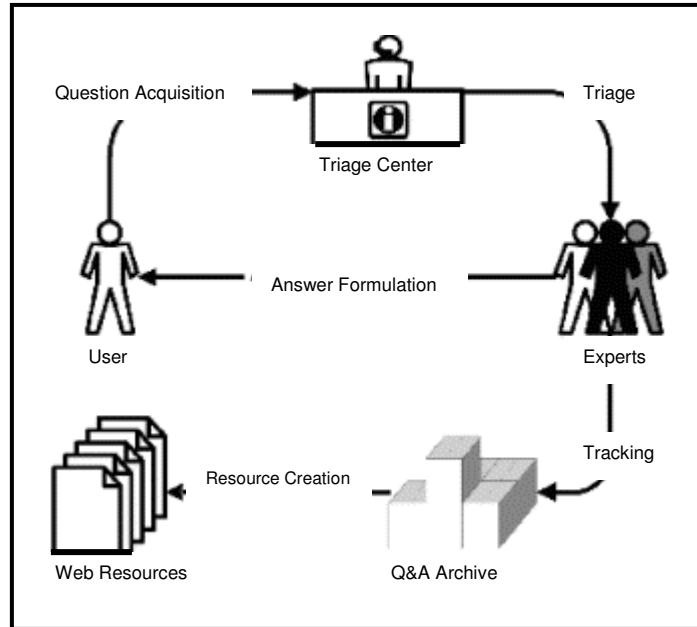 Question Acquisition
Triage
Triage Center
Answer Formulation
User
Experts
Tracking
Resource Creation
Web Resources
Q&A Archive